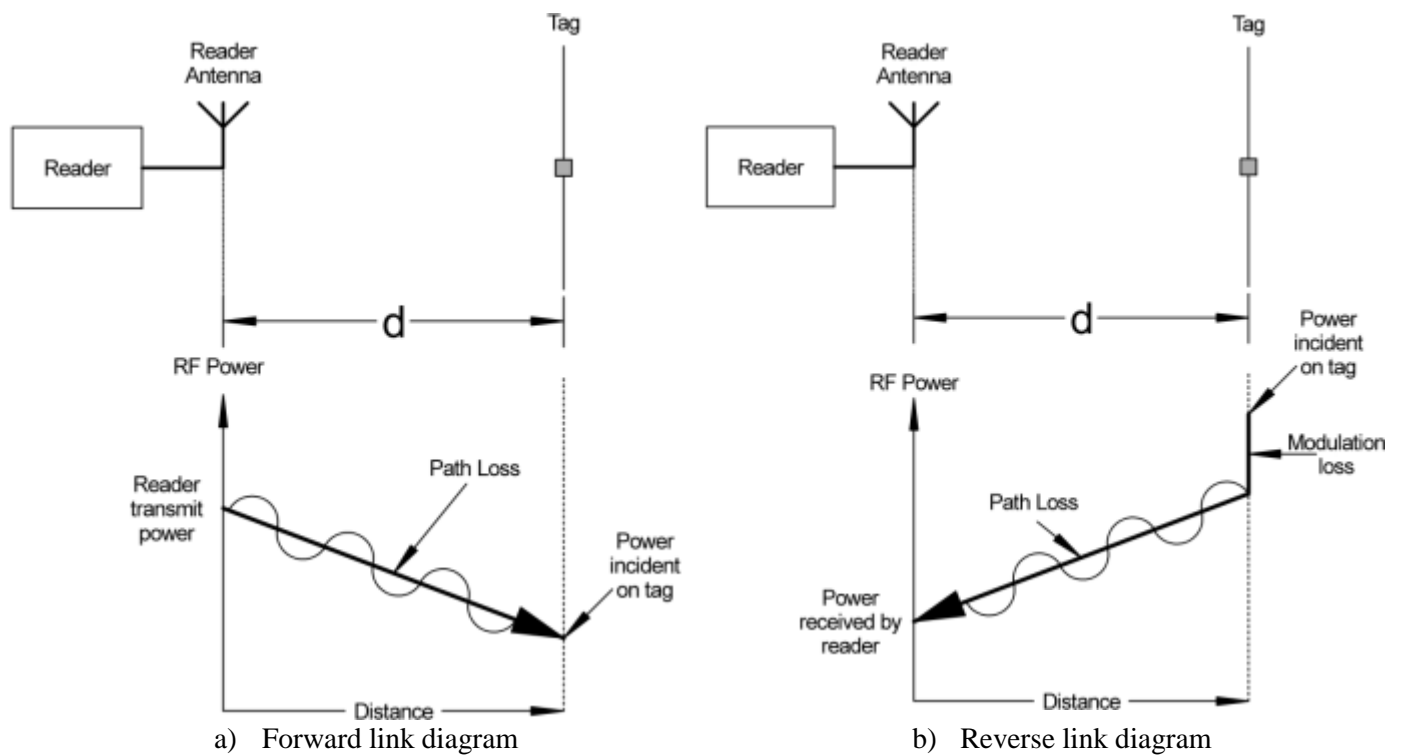 Tag
Reader
Antenna
Reader
d
RF Power
Reader
transmit
power
Path Loss
Power
incident
on tag
Distance
a) Forward link diagram
Tag
Reader
Antenna
Reader
d
Power
incident
on tag
RF Power
Modulation
loss
Path Loss
Power
received by
reader
Distance
b) Reverse link diagram